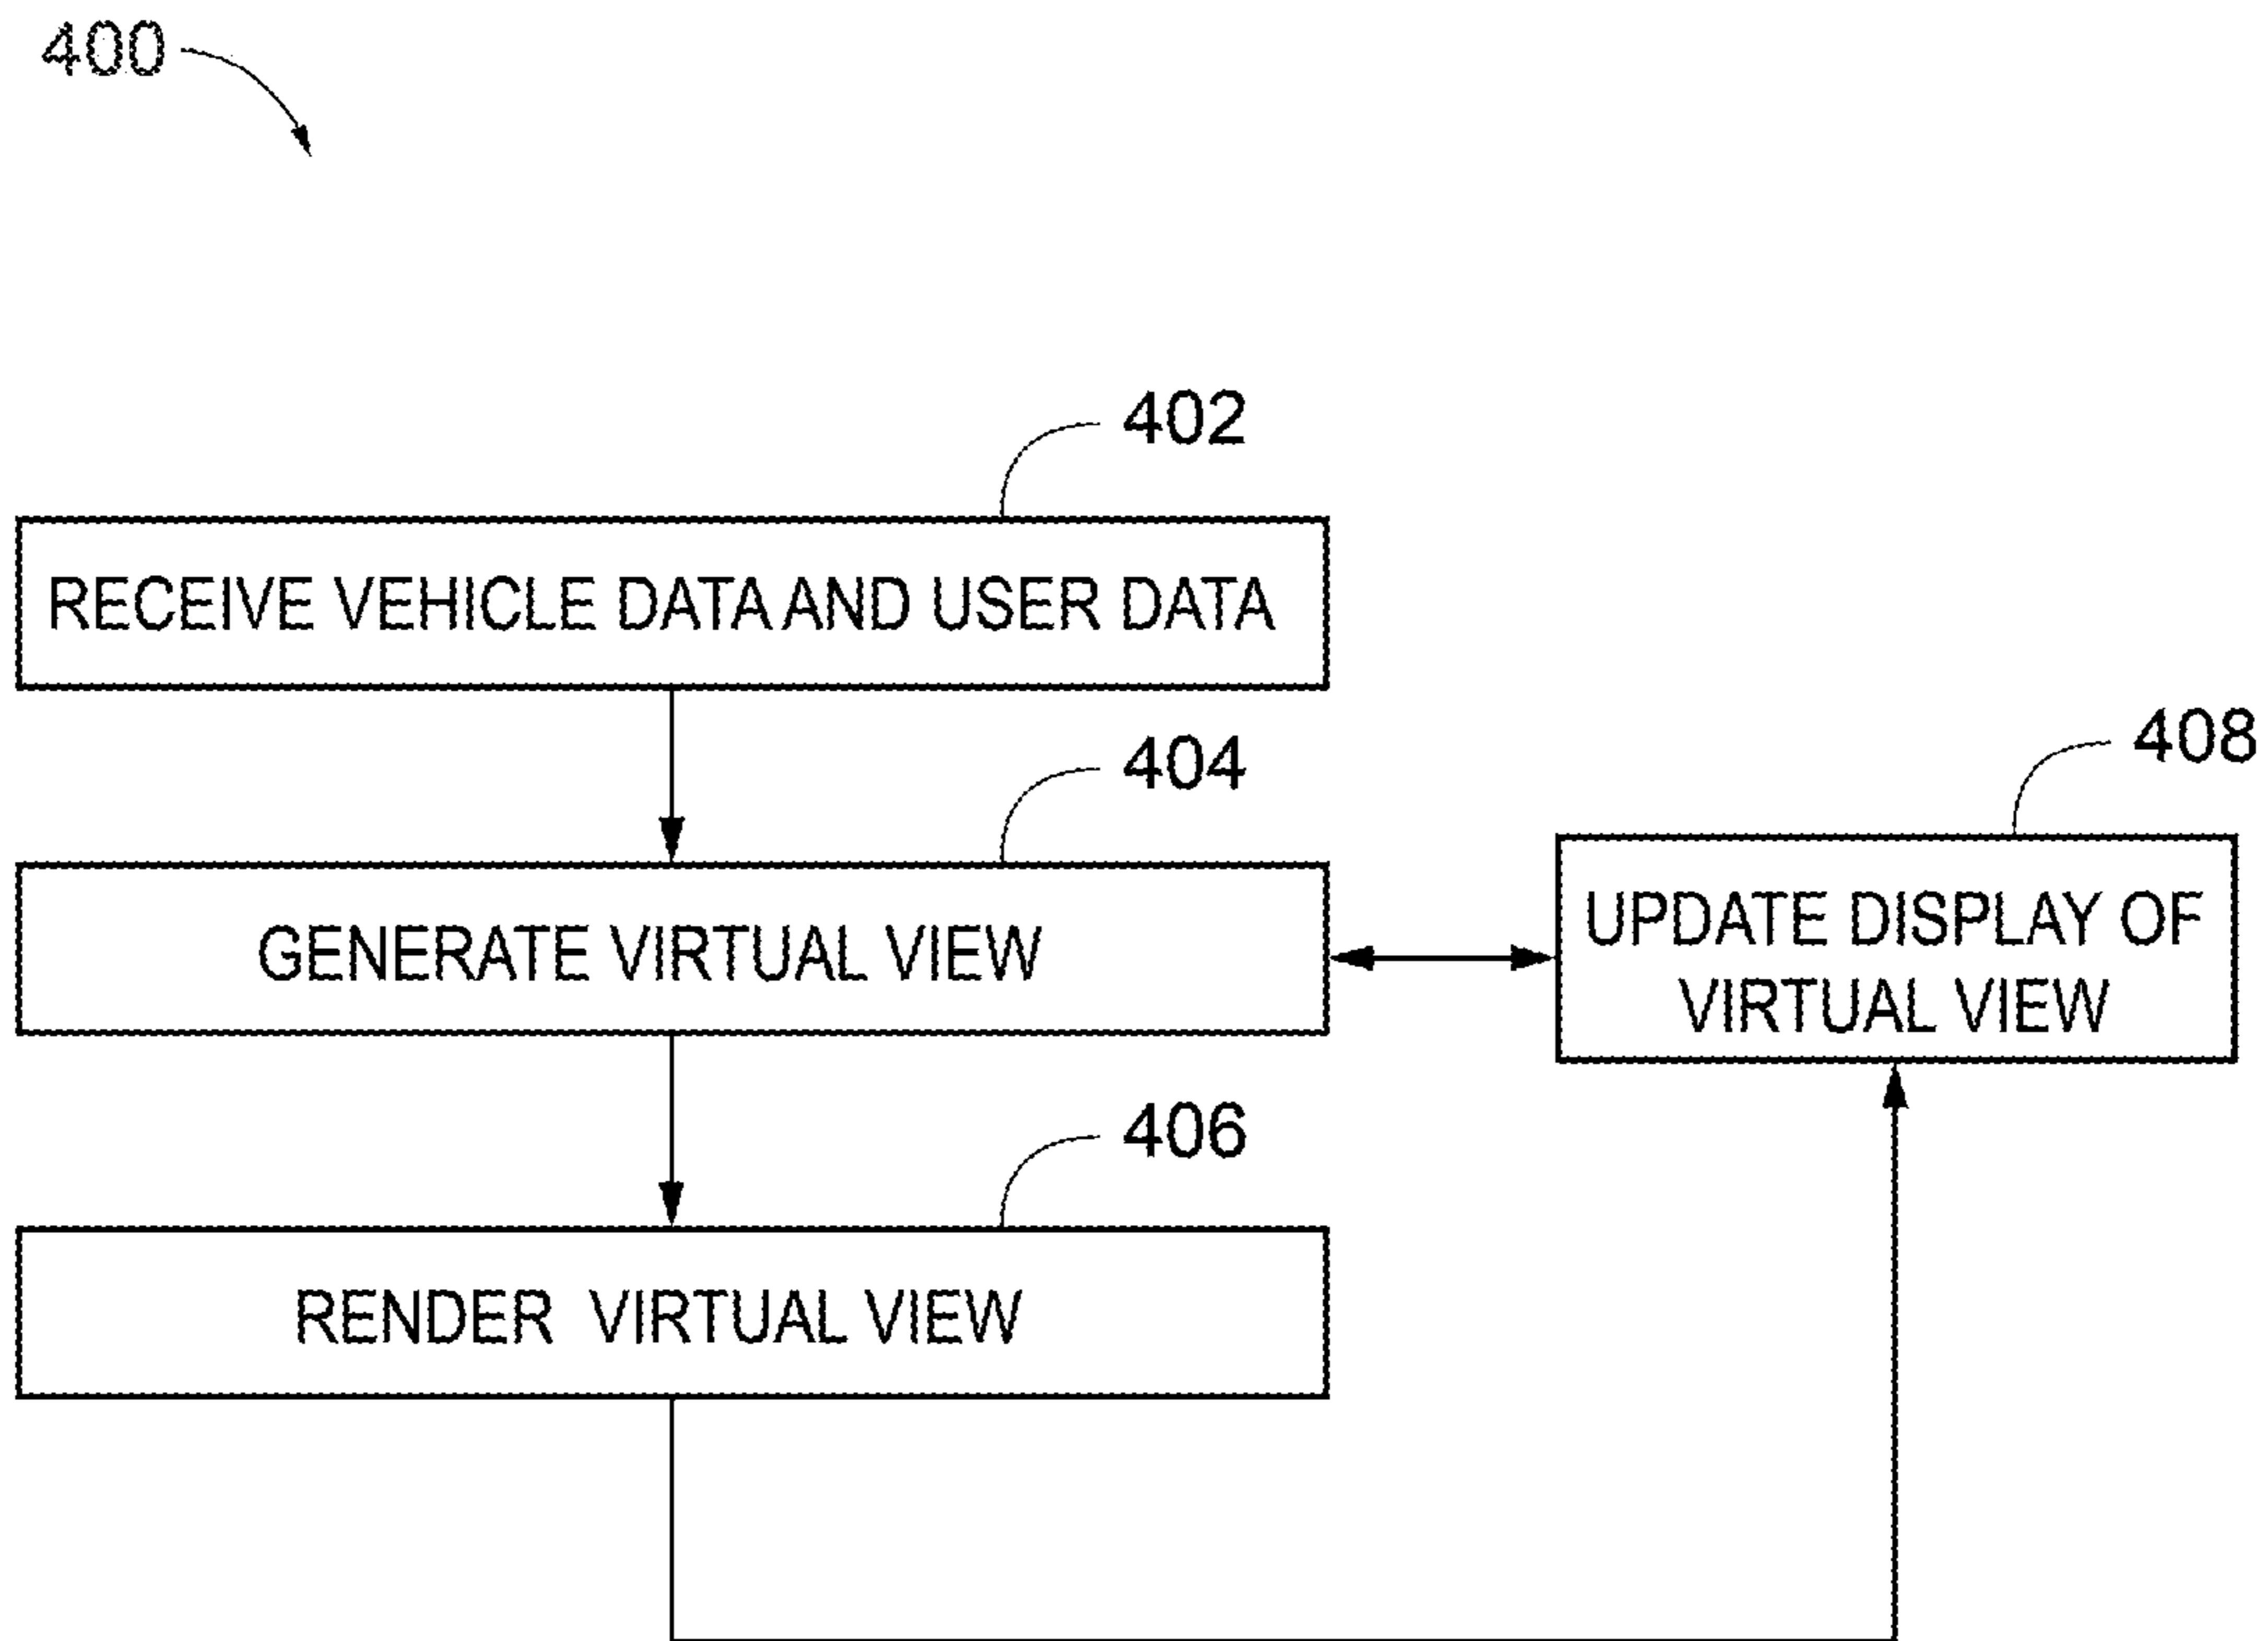 400
402
RECEIVE VEHICLE DATA AND USER DATA
404
GENERATE VIRTUAL VIEW
408
UPDATE DISPLAY OF
VIRTUAL VIEW
406
RENDER VIRTUAL VIEW